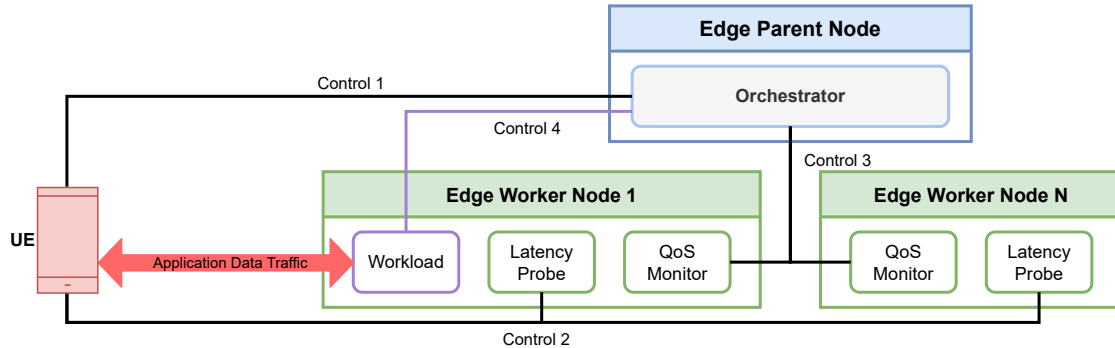 Edge Parent Node
Orchestrator
Control 1
Control 4
Control 3
Edge Worker Node 1
Edge Worker Node N
UE
Application Data Traffic
Workload
Latency
Probe
QoS
Monitor
QoS
Monitor
Latency
Probe
Control 2